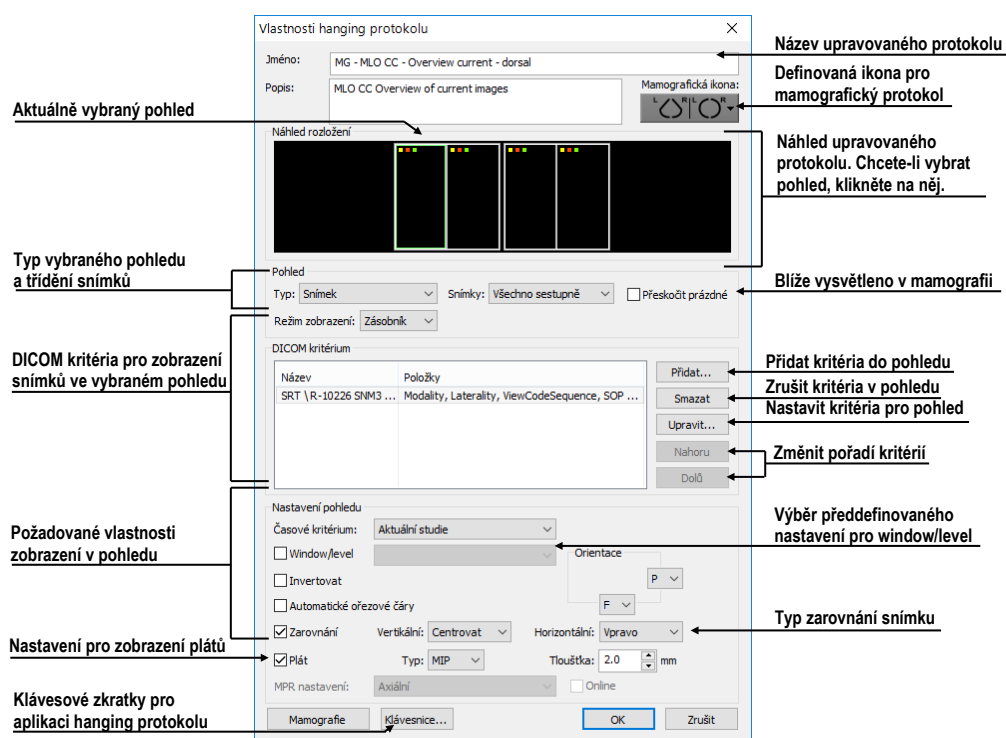 Vlastnosti hanging protokolu
Jméno:
MG - MLO CC - Overview current - dorsal
Název upravovaného protokolu
Popis:
MLO CC Overview of current images
Mamografická ikona:
L R L R
Definovaná ikona pro
mamografický protokol
Aktuálně vybraný pohled
Náhled rozložení
Náhled upravovaného
protokolu. Chcete-li vybrat
pohled, klikněte na něj.
Typ vybraného pohledu
a třídění snímků
Pohled
Typ: Snímek Snímky: Všechno sestupně Přeskočit prázdné
Blíže vysvětleno v mamografii
Režim zobrazení: Zásobník
DICOM kritéria pro zobrazení
snímků ve vybraném pohledu
DICOM kritérium
Název Položky
SRT \R-10226 SNM3 ... Modality, Laterality, ViewCodeSequence, SOP ...
Přidat...
Smazat
Upravit...
Nahoru
Dolů
Přidat kritéria do pohledu
Zrušit kritéria v pohledu
Nastavit kritéria pro pohled
Změnit pořadí kritérií
Požadované vlastnosti
zobrazení v pohledu
Nastavení pohledu
Časové kritérium: Aktuální studie
Window/level
Orientace
Výběr předdefinovaného
nastavení pro window/level
Invertovat
P
Automatické ořezové čáry
F
Zarovnání Vertikální: Centrovat Horizontální: Vpravo
Typ zarovnání snímku
Nastavení pro zobrazení plátů
Plát Typ: MIP Tloušťka: 2.0 mm
MPR nastavení: Axiální Online
Klávesové zkratky pro
aplikaci hanging protokolu
Mamografie Klávesnice... OK Zrušit